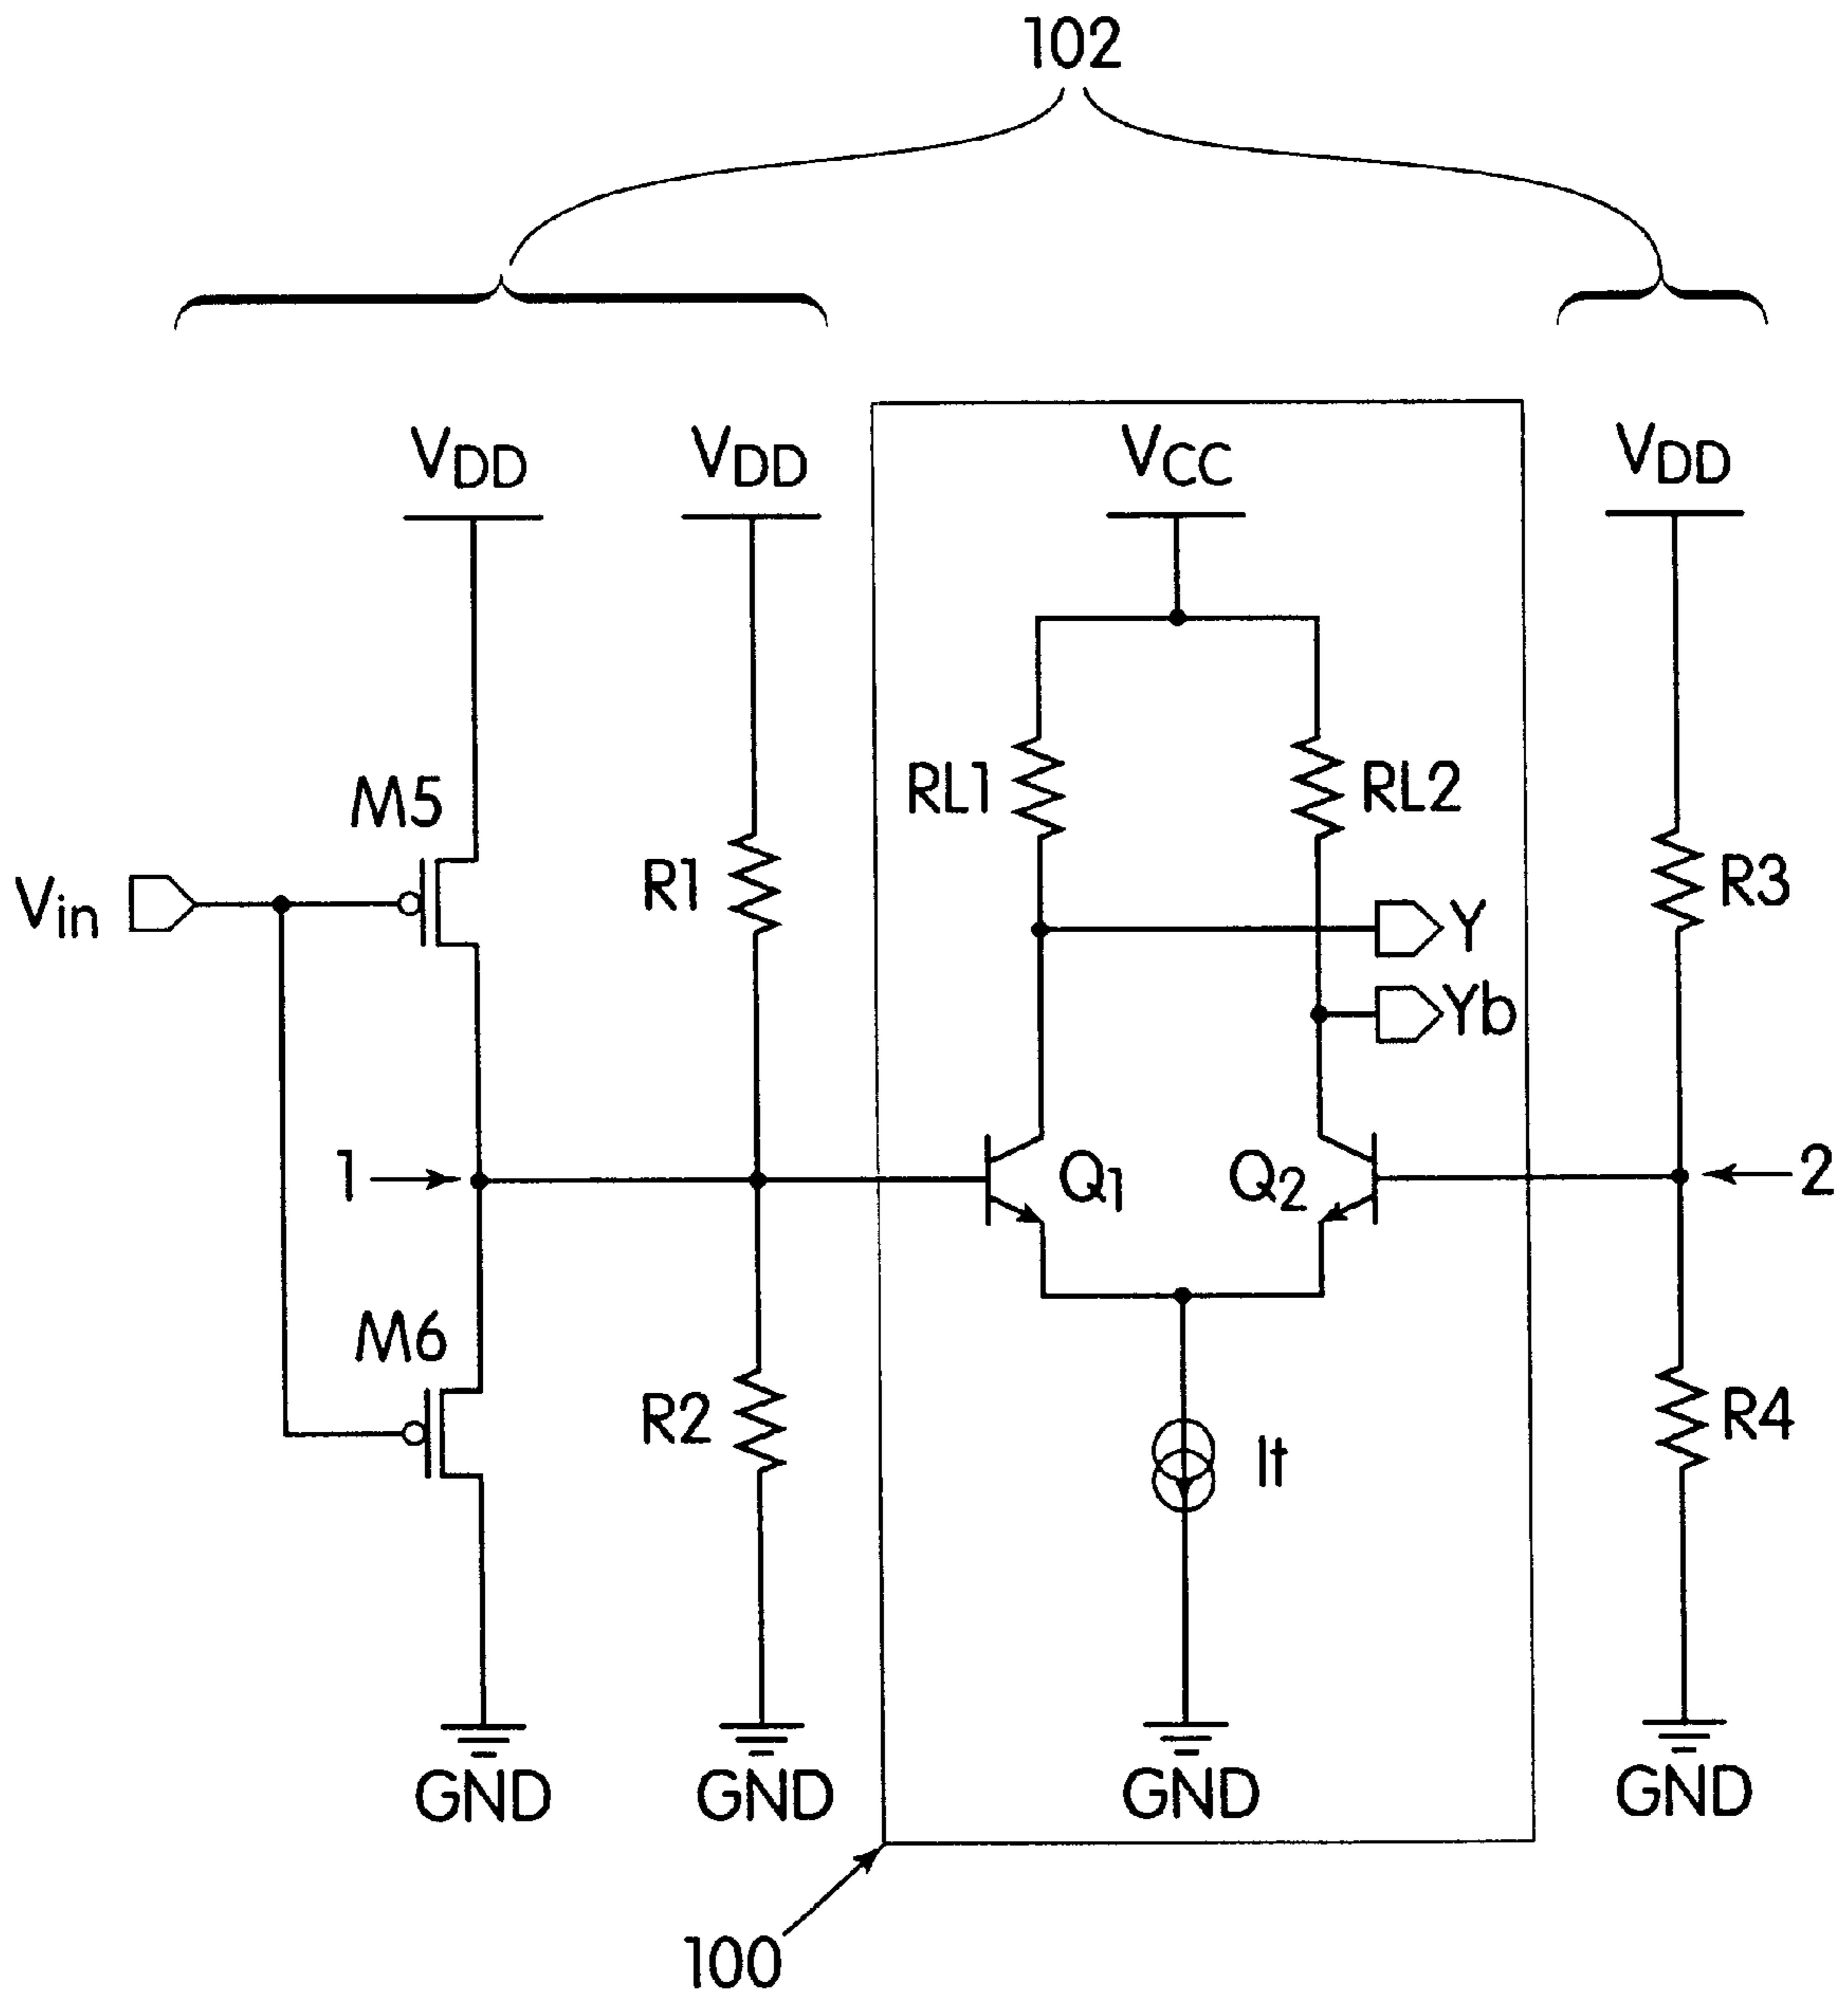 102
VDD
VDD
VCC
VDD
M5
RL1
RL2
R1
R3
Vin
Y
Yb
1
Q1
Q2
2
M6
R2
R4
It
GND
GND
GND
GND
100